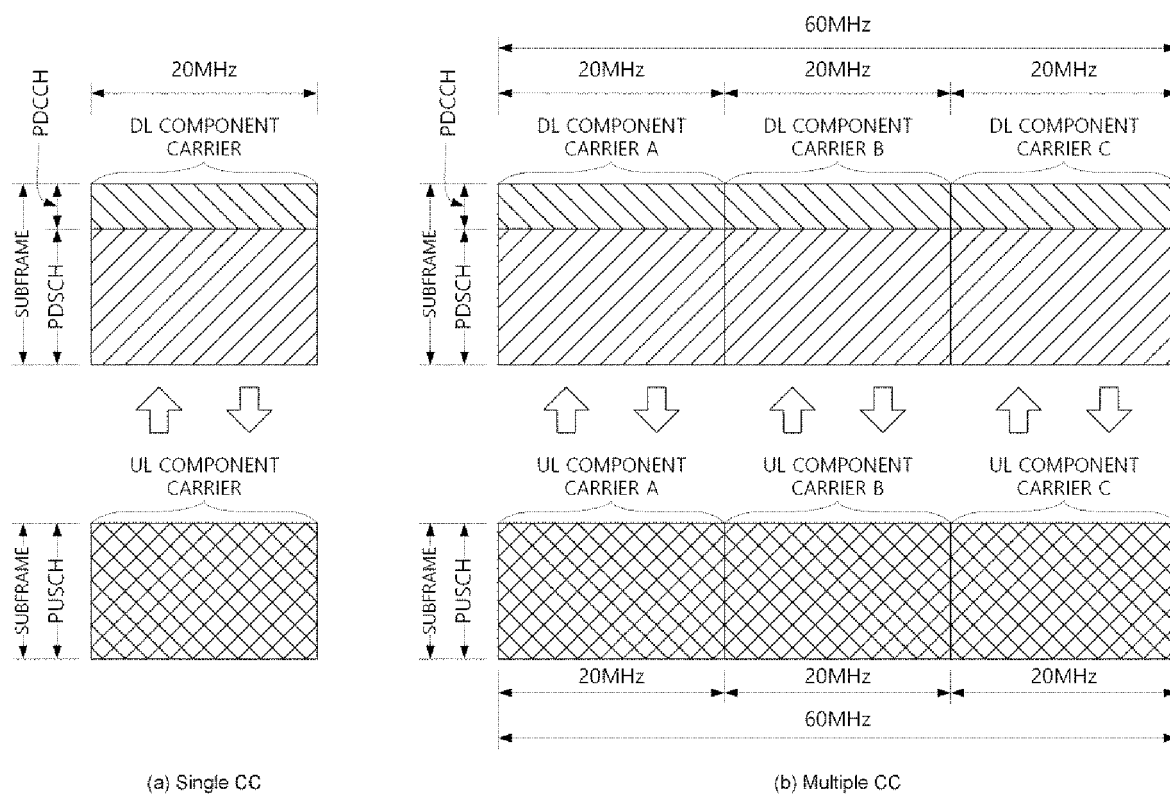 60MHz
20MHz
20MHz
20MHz
20MHz
PDCCH
DL COMPONENT
CARRIER
SUBFRAME
PDSCH
PDCCH
DL COMPONENT
CARRIER A
DL COMPONENT
CARRIER B
DL COMPONENT
CARRIER C
SUBFRAME
PDSCH
UL COMPONENT
CARRIER
UL COMPONENT
CARRIER A
UL COMPONENT
CARRIER B
UL COMPONENT
CARRIER C
SUBFRAME
PUSCH
SUBFRAME
PUSCH
20MHz
20MHz
20MHz
60MHz
(a) Single CC
(b) Multiple CC